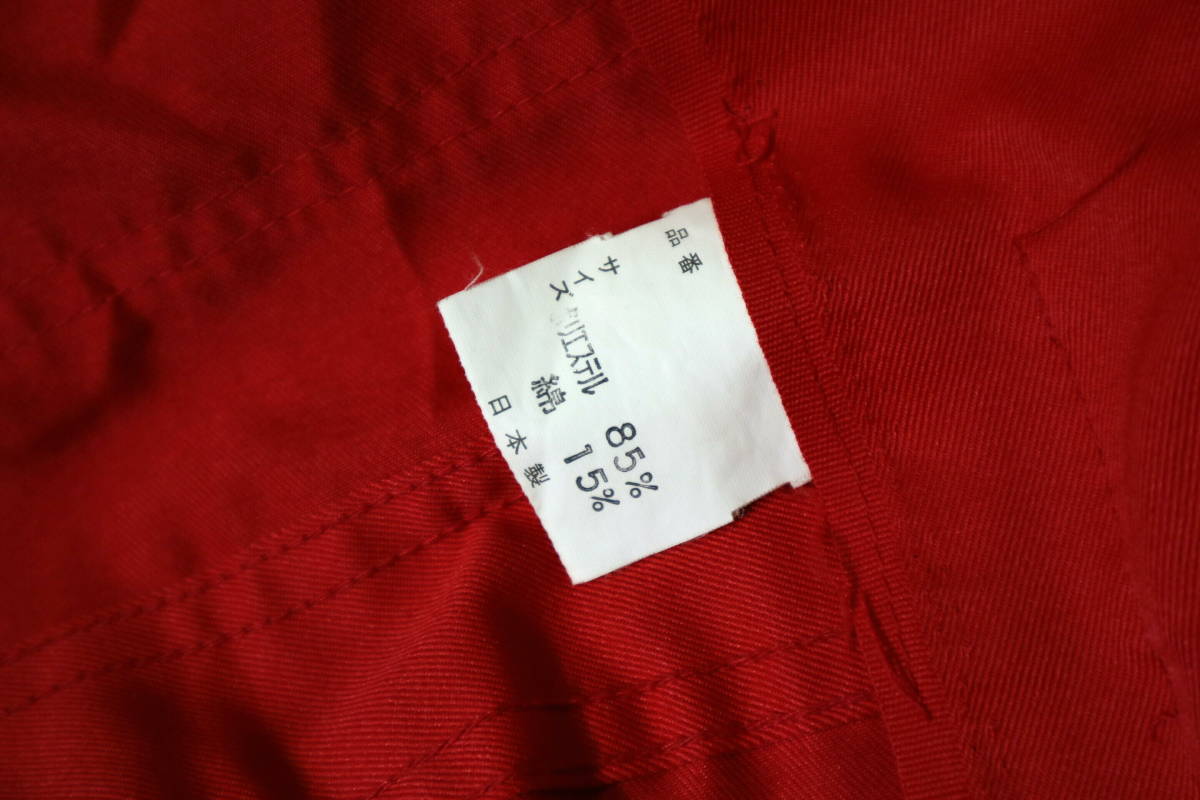 品番
サイズ
ポリエステル 85%
綿 15%
日本製